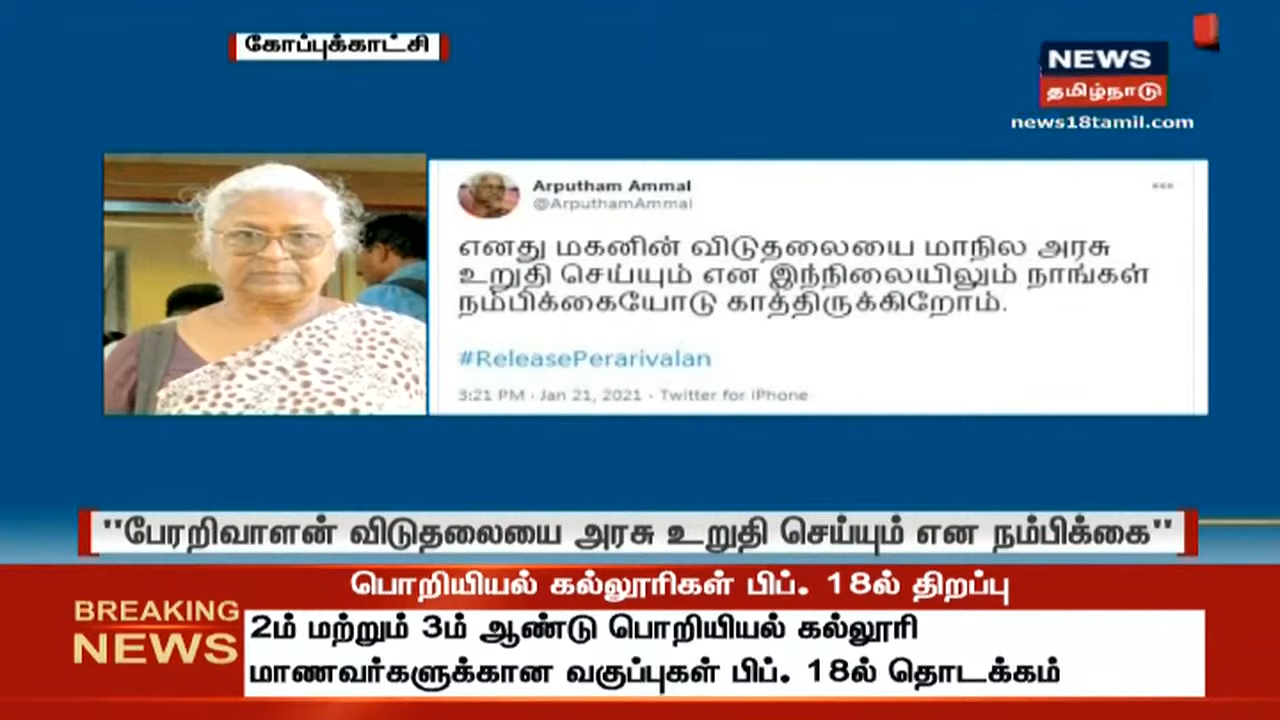 கோப்புக்காட்சி
NEWS
தமிழ்நாடு
news18tamil.com
Arputham Ammal
@ArputhamAmmal
எனது மகனின் விடுதலையை மாநில அரசு
உறுதி செய்யும் என இந்நிலையிலும் நாங்கள்
நம்பிக்கையோடு காத்திருக்கிறோம்.
#ReleasePerarivalan
3:21 PM · Jan 21, 2021 · Twitter for iPhone
"பேரறிவாளன் விடுதலையை அரசு உறுதி செய்யும் என நம்பிக்கை"
பொறியியல் கல்லூரிகள் பிப். 18ல் திறப்பு
BREAKING
NEWS
2ம் மற்றும் 3ம் ஆண்டு பொறியியல் கல்லூரி
மாணவர்களுக்கான வகுப்புகள் பிப். 18ல் தொடக்கம்